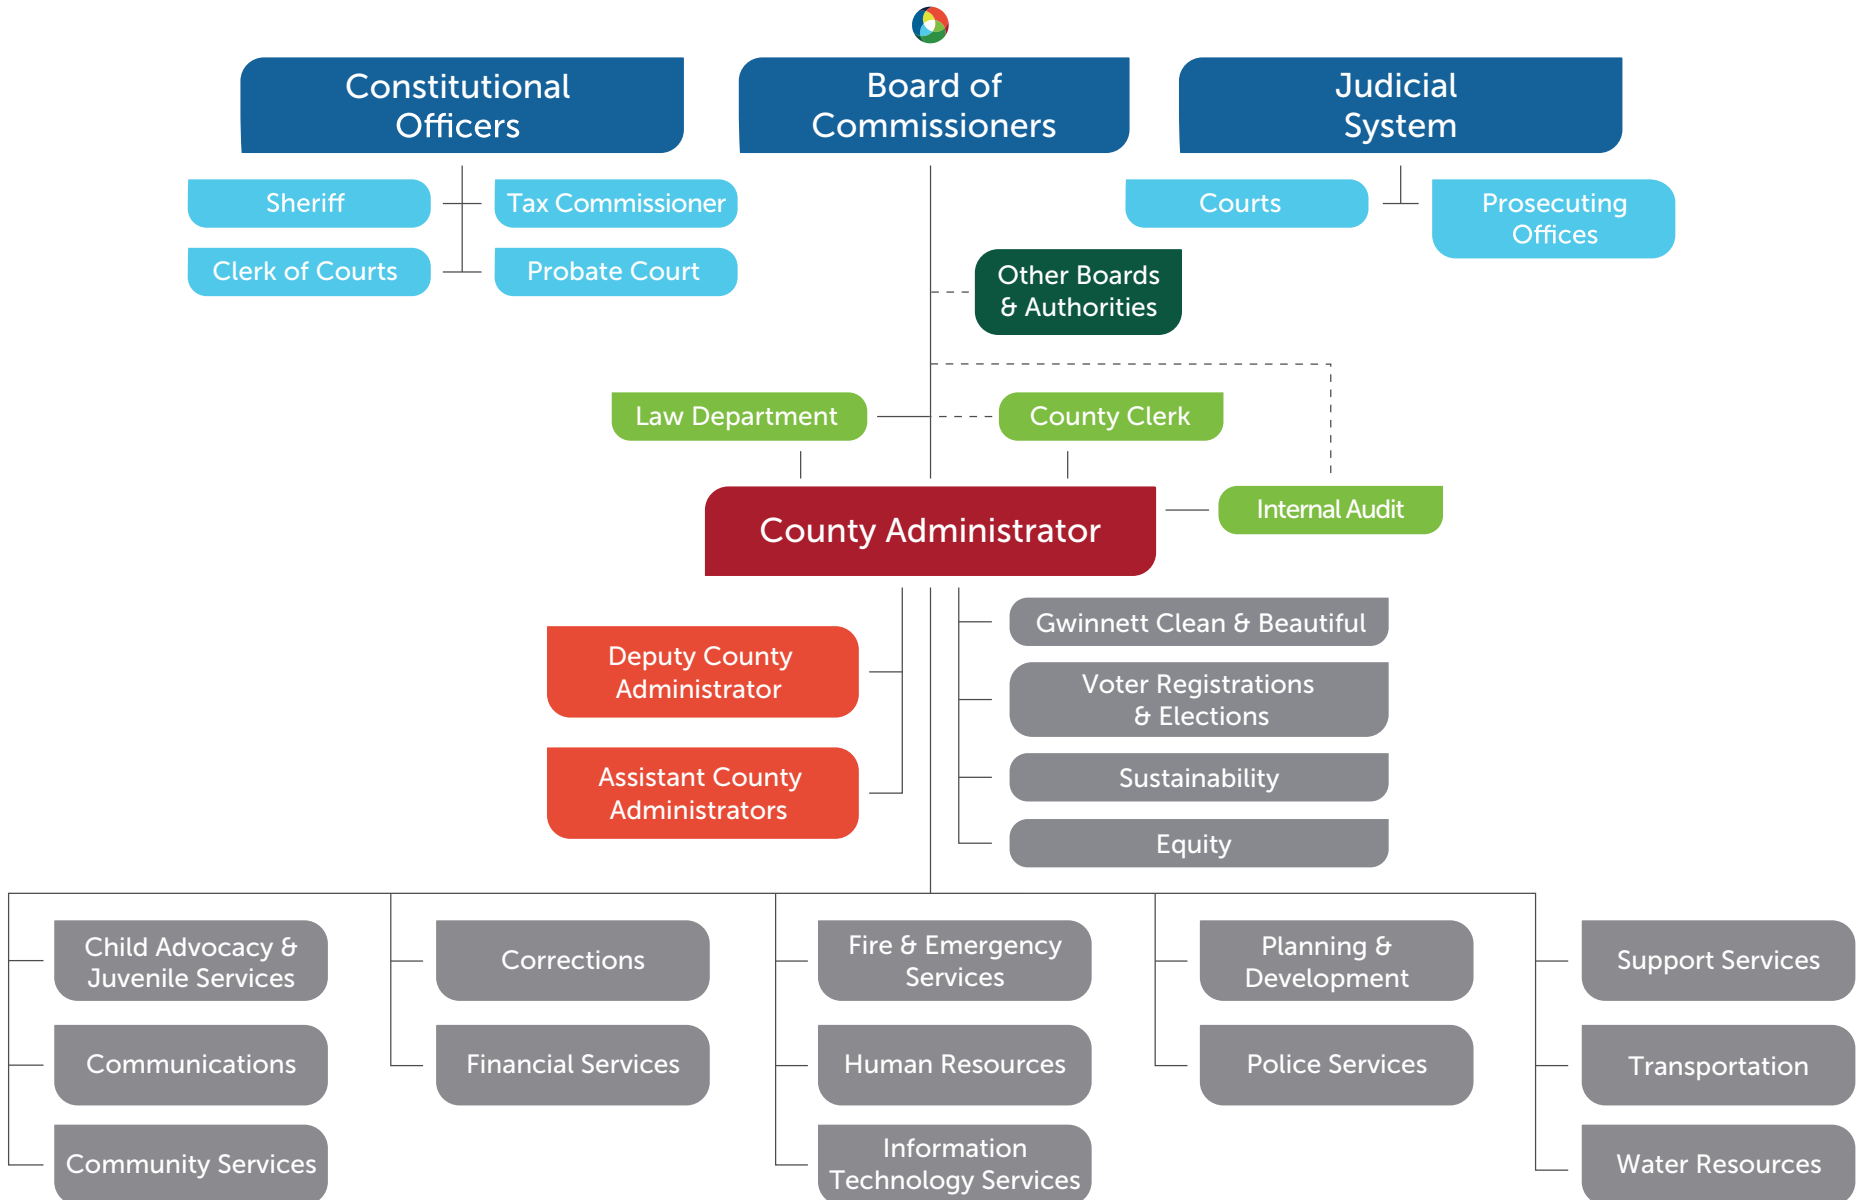 Constitutional
Officers
Board of
Commissioners
Judicial
System
Sheriff
Tax Commissioner
Clerk of Courts
Probate Court
Courts
Prosecuting
Offices
Other Boards
& Authorities
Law Department
County Clerk
County Administrator
Internal Audit
Deputy County
Administrator
Assistant County
Administrators
Gwinnett Clean & Beautiful
Voter Registrations
& Elections
Sustainability
Equity
Child Advocacy &
Juvenile Services
Communications
Community Services
Corrections
Financial Services
Fire & Emergency
Services
Human Resources
Information
Technology Services
Planning &
Development
Police Services
Support Services
Transportation
Water Resources